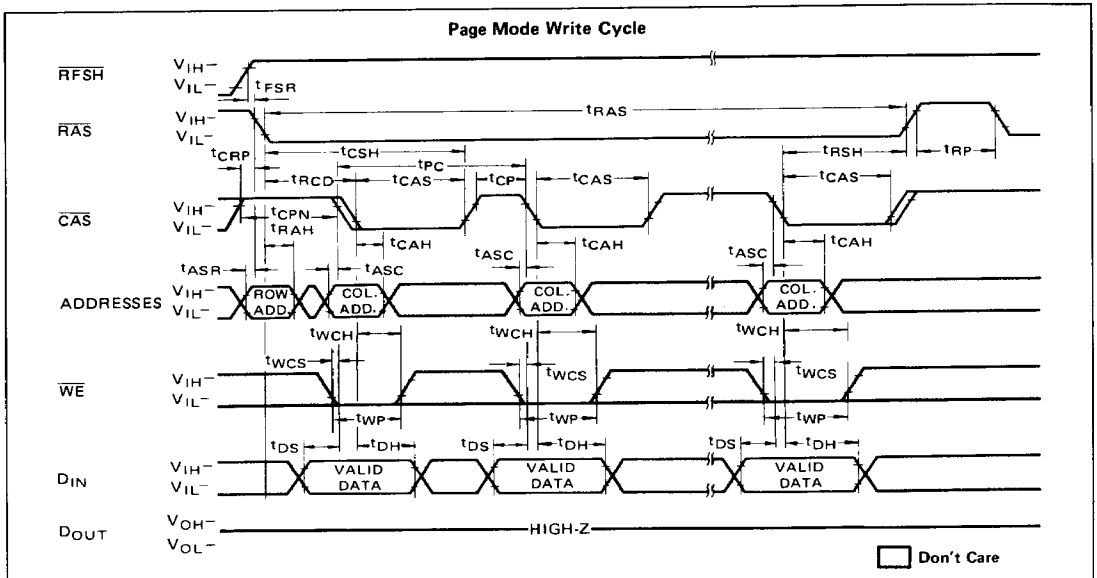 Page Mode Write Cycle
RFSH
VIH–
VIL–
tFSR
RAS
VIH–
VIL–
tRAS
tCRP
tCSH
tPC
tRSH
tRP
tRCD
tCAS
tCP
tCAS
tCAS
CAS
VIH–
VIL–
tCPN
tRAH
tCAH
tCAH
tCAH
tASR
tASC
tASC
tASC
ADDRESSES
VIH–
VIL–
ROW ADD.
COL. ADD.
COL. ADD.
COL. ADD.
tWCH
tWCH
tWCH
tWCS
tWCS
tWCS
WE
VIH–
VIL–
tWP
tWP
tWP
tDS
tDH
tDS
tDH
tDS
tDH
DIN
VIH–
VIL–
VALID DATA
VALID DATA
VALID DATA
DOUT
VOH–
VOL–
HIGH-Z
Don't Care